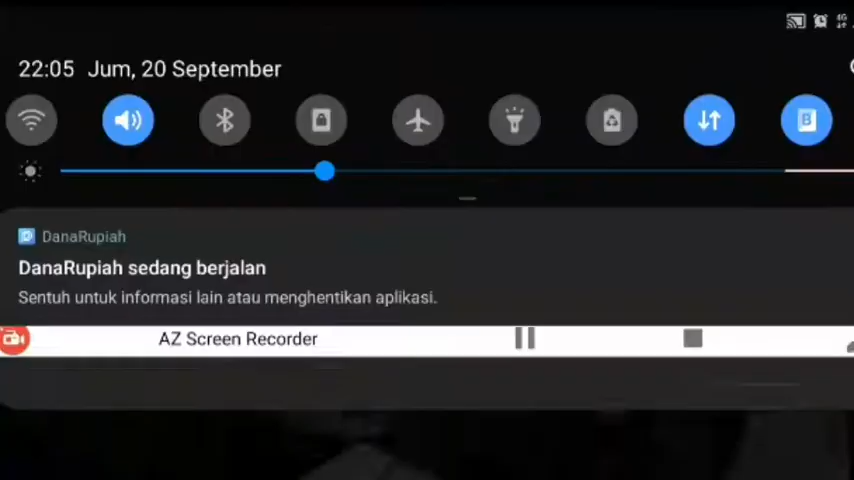 4G
22:05 Jum, 20 September
B
DanaRupiah
DanaRupiah sedang berjalan
Sentuh untuk informasi lain atau menghentikan aplikasi.
AZ Screen Recorder